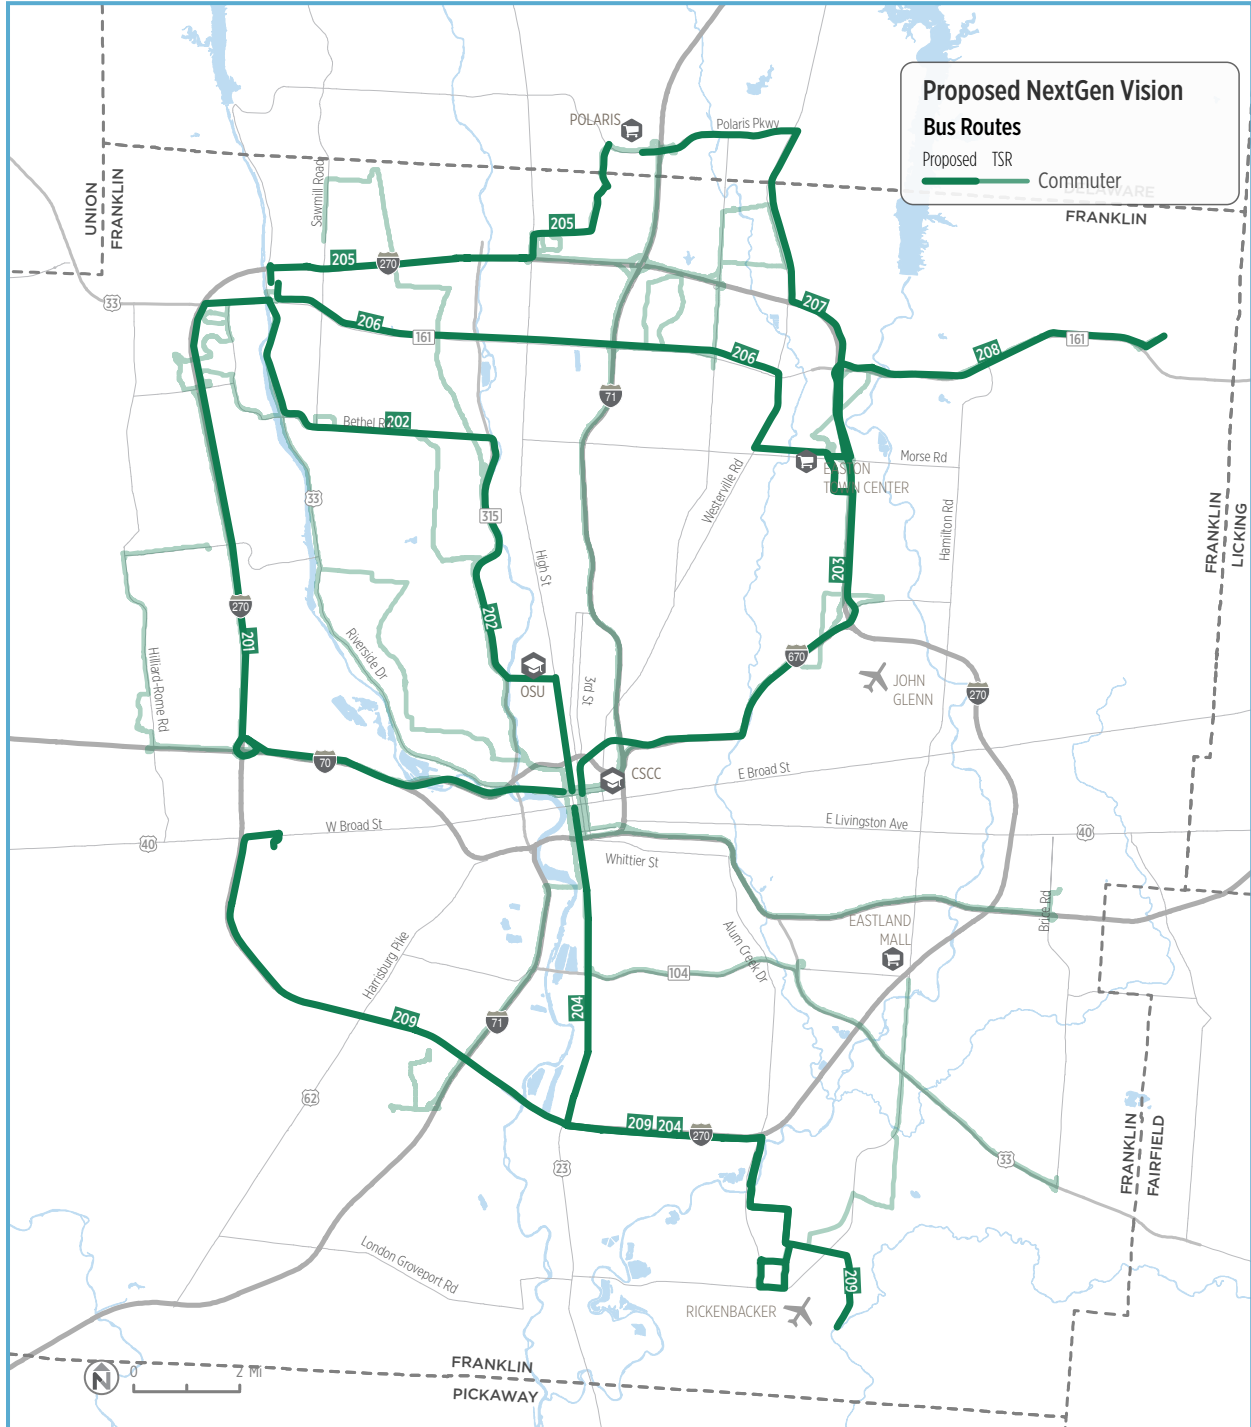 Proposed NextGen Vision
Bus Routes
Proposed TSR
Commuter
DELAWARE
FRANKLIN
UNION
FRANKLIN
POLARIS
Polaris Pkwy
Sawmill Road
205
205
270
33
207
206
161
206
208
161
71
Bethel R
202
Morse Rd
EASTON
TOWN CENTER
Westerville Rd
33
315
Hamilton Rd
FRANKLIN
LICKING
High St
203
270
201
202
Riverside Dr
Hilliard-Rome Rd
OSU
3rd St
670
JOHN
GLENN
270
70
CSCC
E Broad St
W Broad St
40
E Livingston Ave
40
Whittier St
Brice Rd
EASTLAND
MALL
Alum Creek Dr
Harrisburg Pike
104
204
209
71
62
209
204
270
33
FRANKLIN
FAIRFIELD
23
London Groveport Rd
209
RICKENBACKER
N
0
2 Mi
FRANKLIN
PICKAWAY